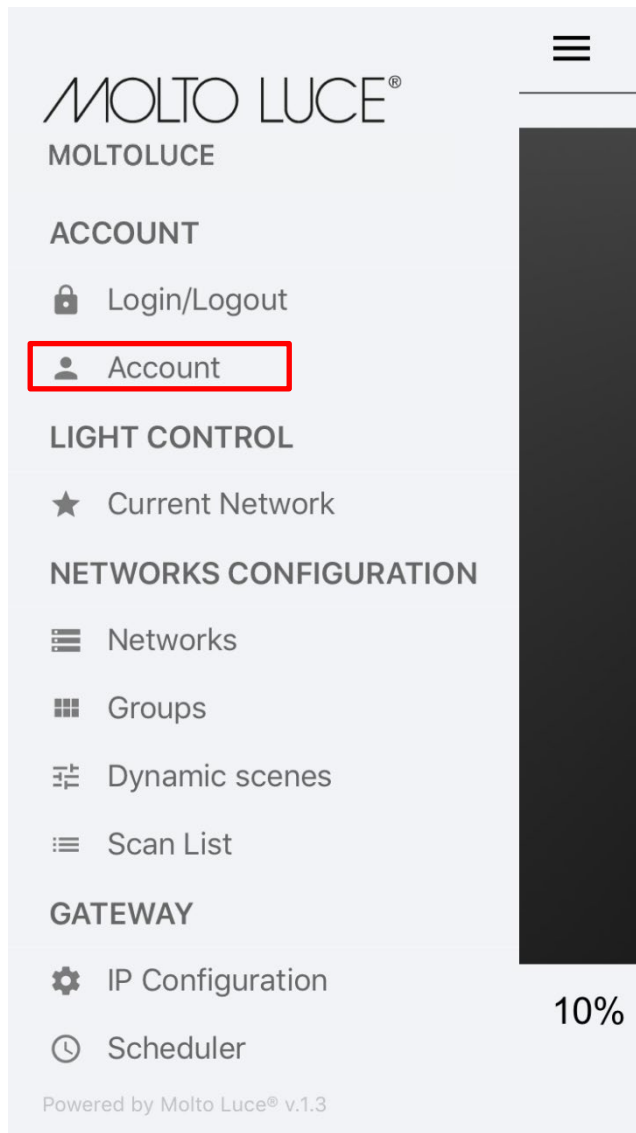 MOLTO LUCE®
MOLTOLUCE
ACCOUNT
Login/Logout
Account
LIGHT CONTROL
Current Network
NETWORKS CONFIGURATION
Networks
Groups
Dynamic scenes
Scan List
GATEWAY
IP Configuration
10%
Scheduler
Powered by Molto Luce® v.1.3